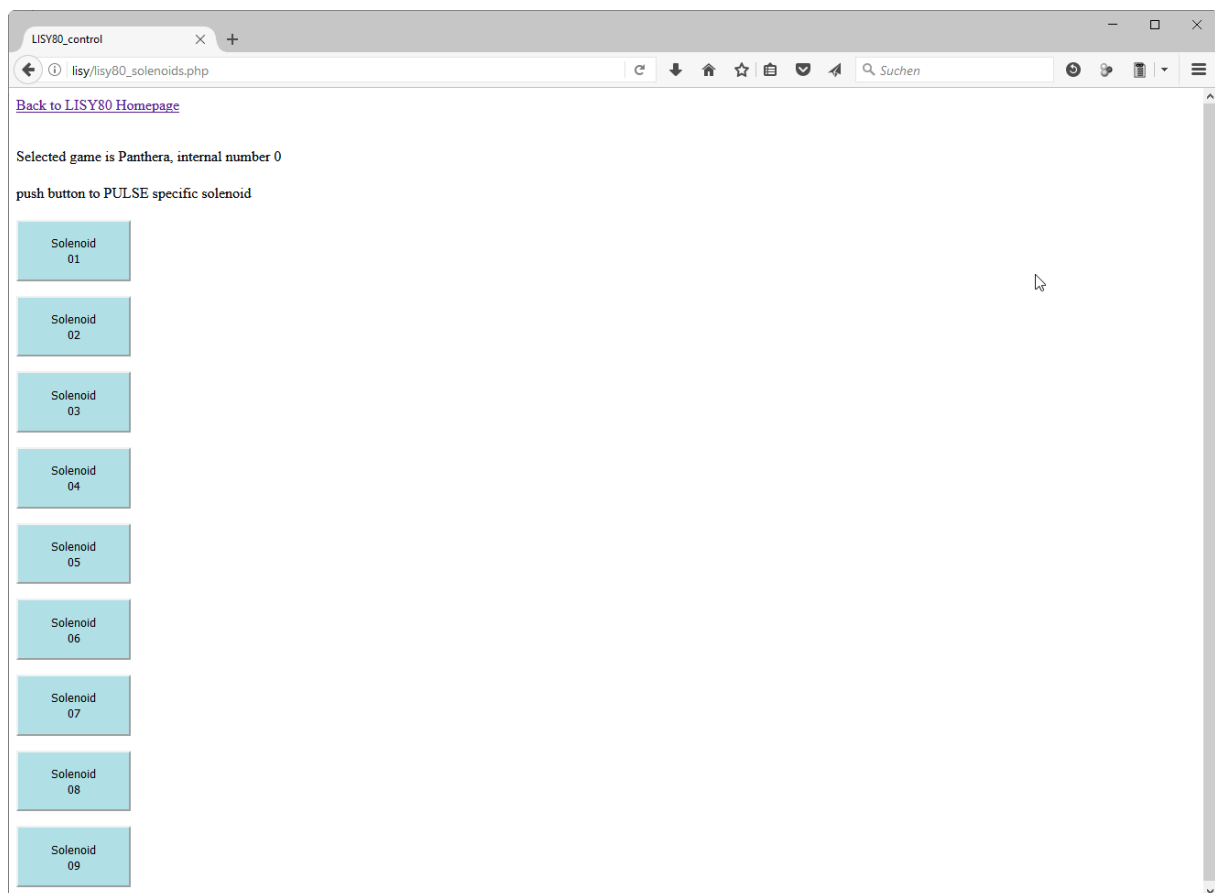 LISY80_control
lisy/lisy80_solenoids.php
Suchen
Back to LISY80 Homepage
Selected game is Panthera, internal number 0
push button to PULSE specific solenoid
Solenoid
01
Solenoid
02
Solenoid
03
Solenoid
04
Solenoid
05
Solenoid
06
Solenoid
07
Solenoid
08
Solenoid
09